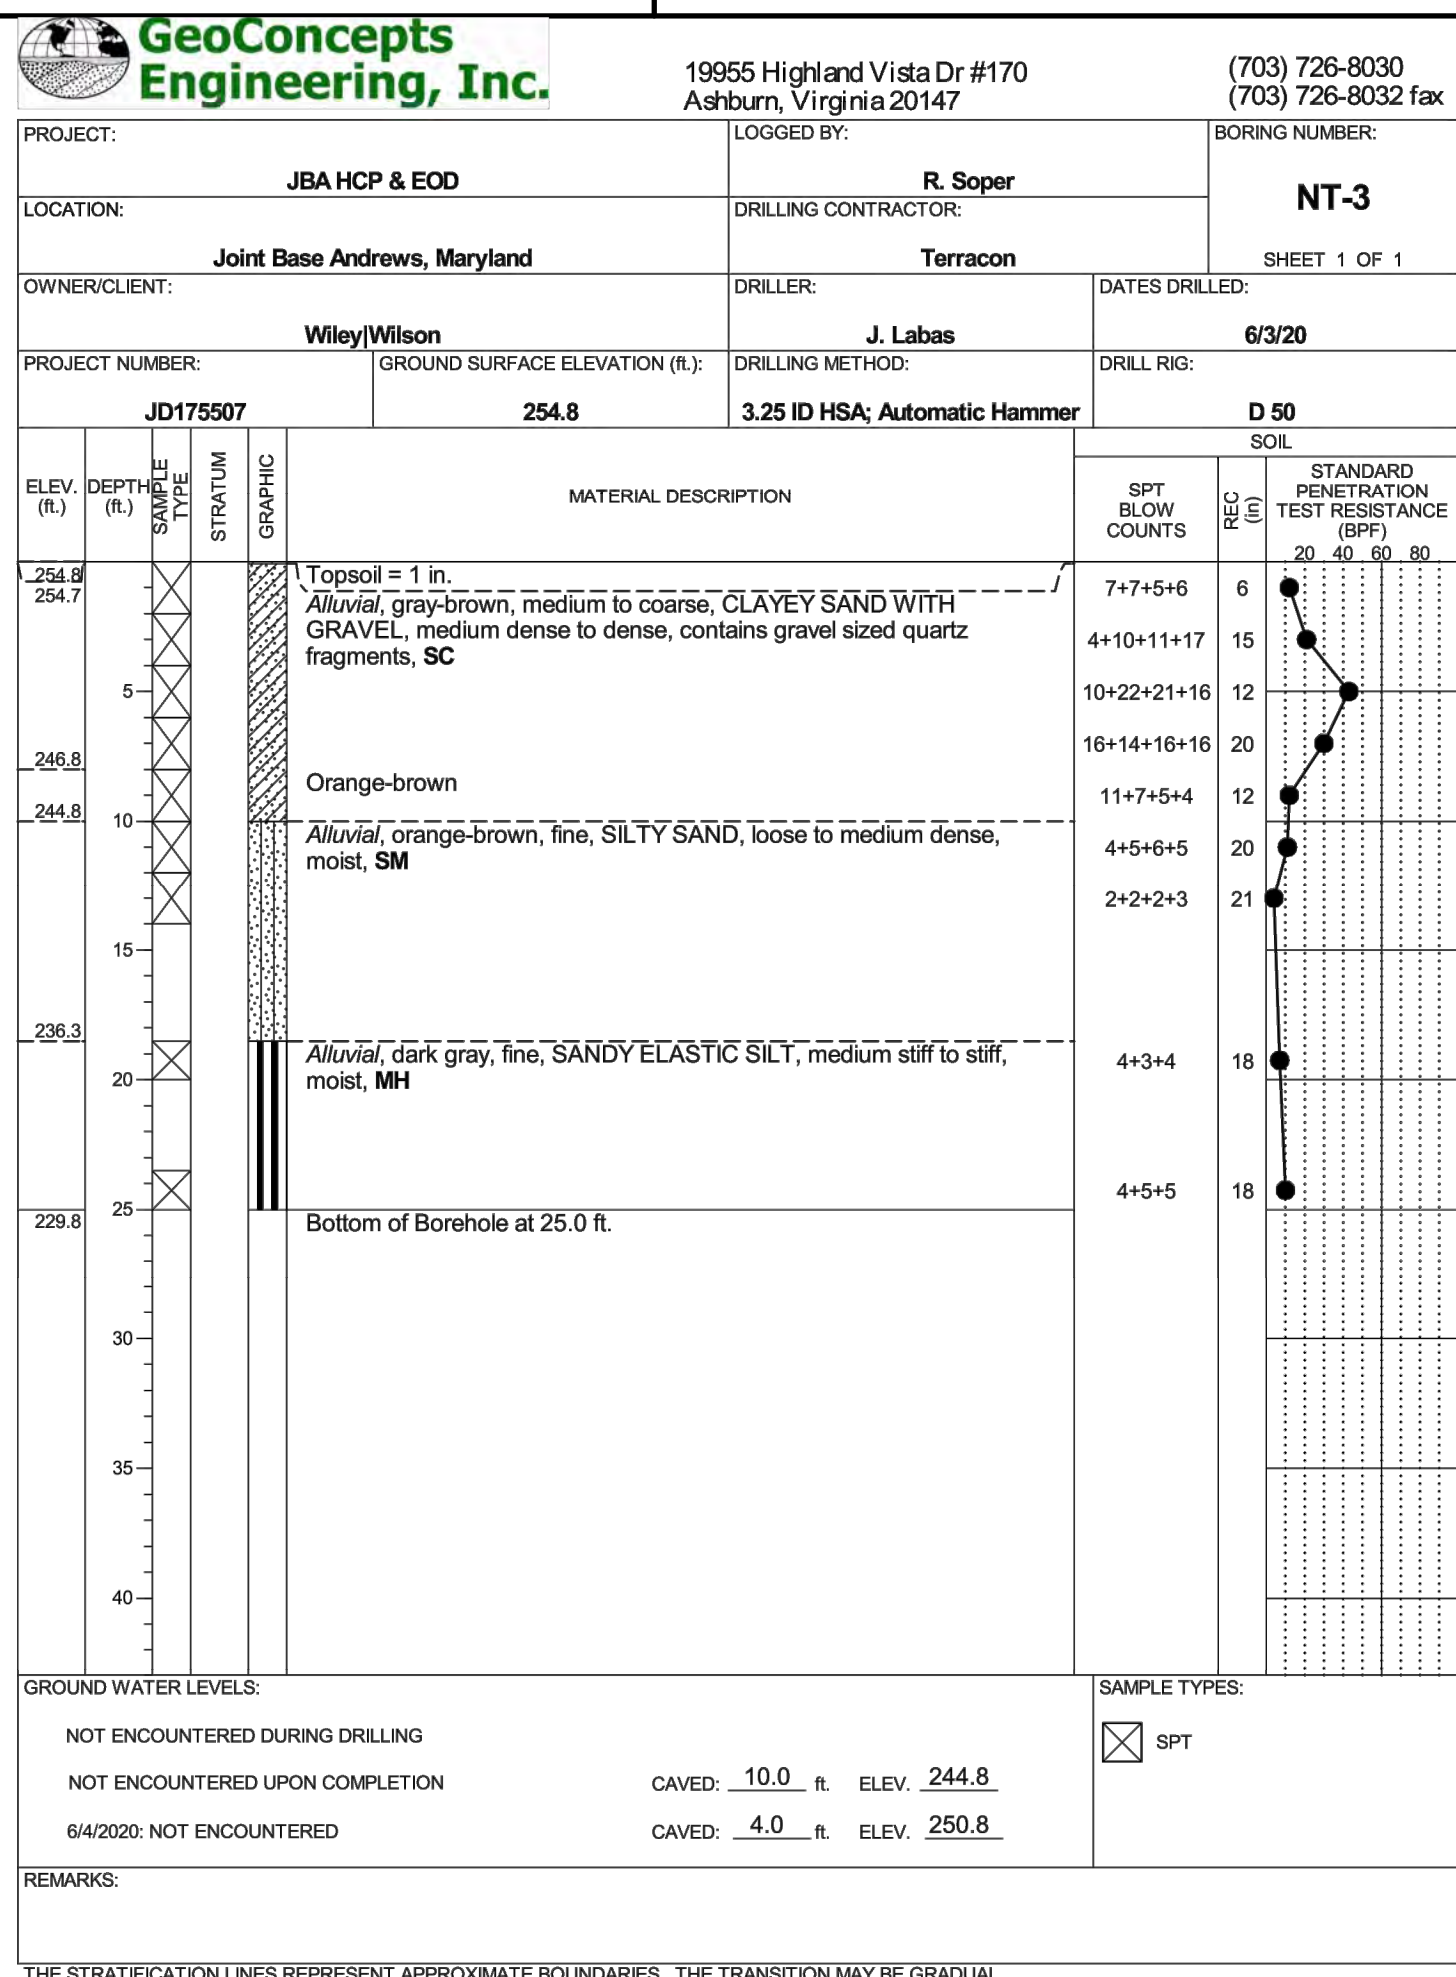 GeoConcepts
Engineering, Inc.
19955 Highland Vista Dr #170
Ashburn, Virginia 20147
(703) 726-8030
(703) 726-8032 fax
PROJECT:
JBA HCP & EOD
LOGGED BY:
R. Soper
BORING NUMBER:
NT-3
SHEET 1 OF 1
LOCATION:
Joint Base Andrews, Maryland
DRILLING CONTRACTOR:
Terracon
OWNER/CLIENT:
Wiley|Wilson
DRILLER:
J. Labas
DATES DRILLED:
6/3/20
PROJECT NUMBER:
JD175507
GROUND SURFACE ELEVATION (ft.):
254.8
DRILLING METHOD:
3.25 ID HSA; Automatic Hammer
DRILL RIG:
D 50
ELEV.
(ft.)
DEPTH
(ft.)
SAMPLE
TYPE
STRATUM
GRAPHIC
MATERIAL DESCRIPTION
SOIL
SPT
BLOW
COUNTS
REC
(in)
STANDARD
PENETRATION
TEST RESISTANCE
(BPF)
20 40 60 80
254.8
254.7
Topsoil = 1 in.
Alluvial, gray-brown, medium to coarse, CLAYEY SAND WITH
GRAVEL, medium dense to dense, contains gravel sized quartz
fragments, SC
7+7+5+6 6
4+10+11+17 15
5
10+22+21+16 12
16+14+16+16 20
246.8
Orange-brown
11+7+5+4 12
244.8
10
Alluvial, orange-brown, fine, SILTY SAND, loose to medium dense,
moist, SM
4+5+6+5 20
2+2+2+3 21
15
236.3
Alluvial, dark gray, fine, SANDY ELASTIC SILT, medium stiff to stiff,
moist, MH
4+3+4 18
20
4+5+5 18
25
229.8
Bottom of Borehole at 25.0 ft.
30
35
40
GROUND WATER LEVELS:
NOT ENCOUNTERED DURING DRILLING
NOT ENCOUNTERED UPON COMPLETION CAVED: 10.0 ft. ELEV. 244.8
6/4/2020: NOT ENCOUNTERED CAVED: 4.0 ft. ELEV. 250.8
SAMPLE TYPES:
SPT
REMARKS:
THE STRATIFICATION LINES REPRESENT APPROXIMATE BOUNDARIES. THE TRANSITION MAY BE GRADUAL.